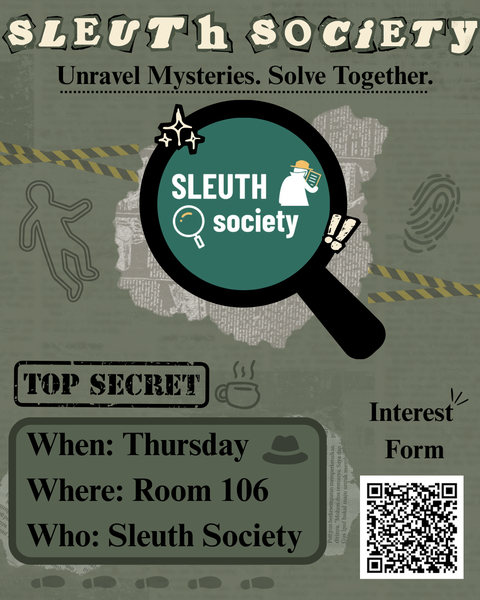 SLEUTh SOCiETY
Unravel Mysteries. Solve Together.
SLEUTH
society
!!
TOP SECRET
When: Thursday
Where: Room 106
Who: Sleuth Society
Interest
Form